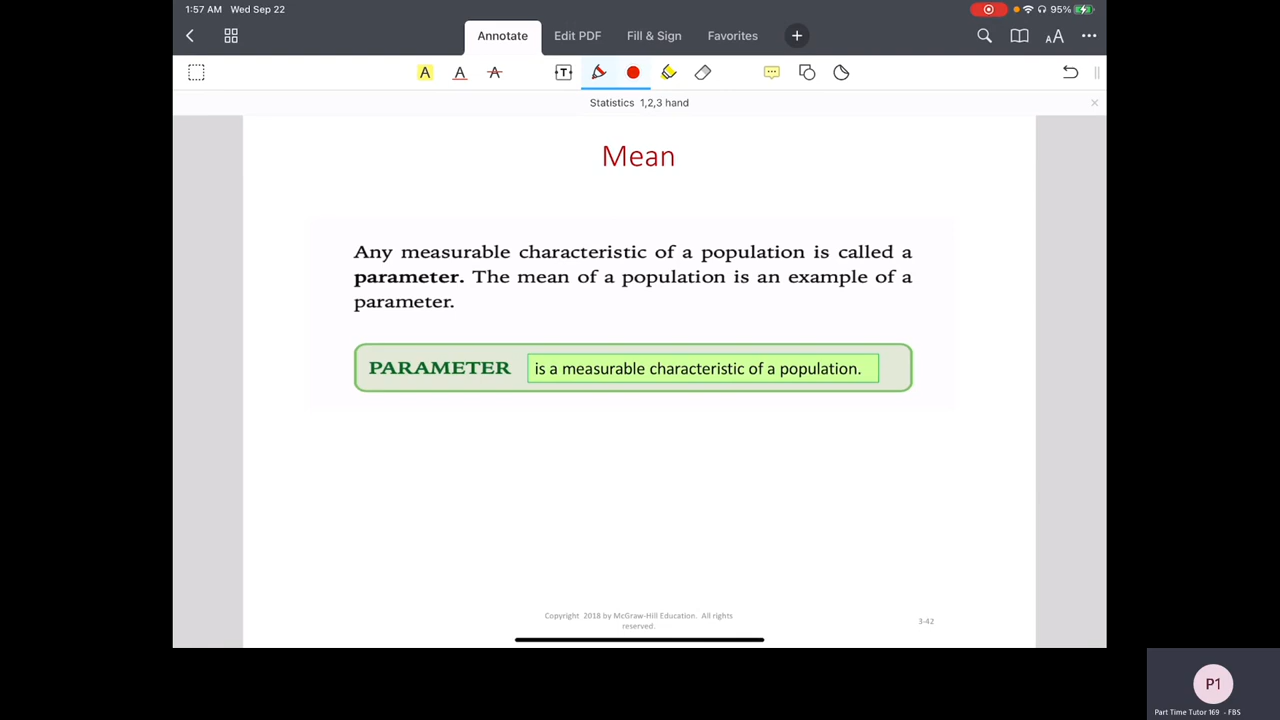 1:57 AM Wed Sep 22
95%
Annotate Edit PDF Fill & Sign Favorites
A A A T AA
Statistics 1,2,3 hand
Mean
Any measurable characteristic of a population is called a
parameter. The mean of a population is an example of a
parameter.
PARAMETER is a measurable characteristic of a population.
Copyright 2018 by McGraw-Hill Education. All rights
reserved.
3-42
P1
Part Time Tutor 169 - FBS